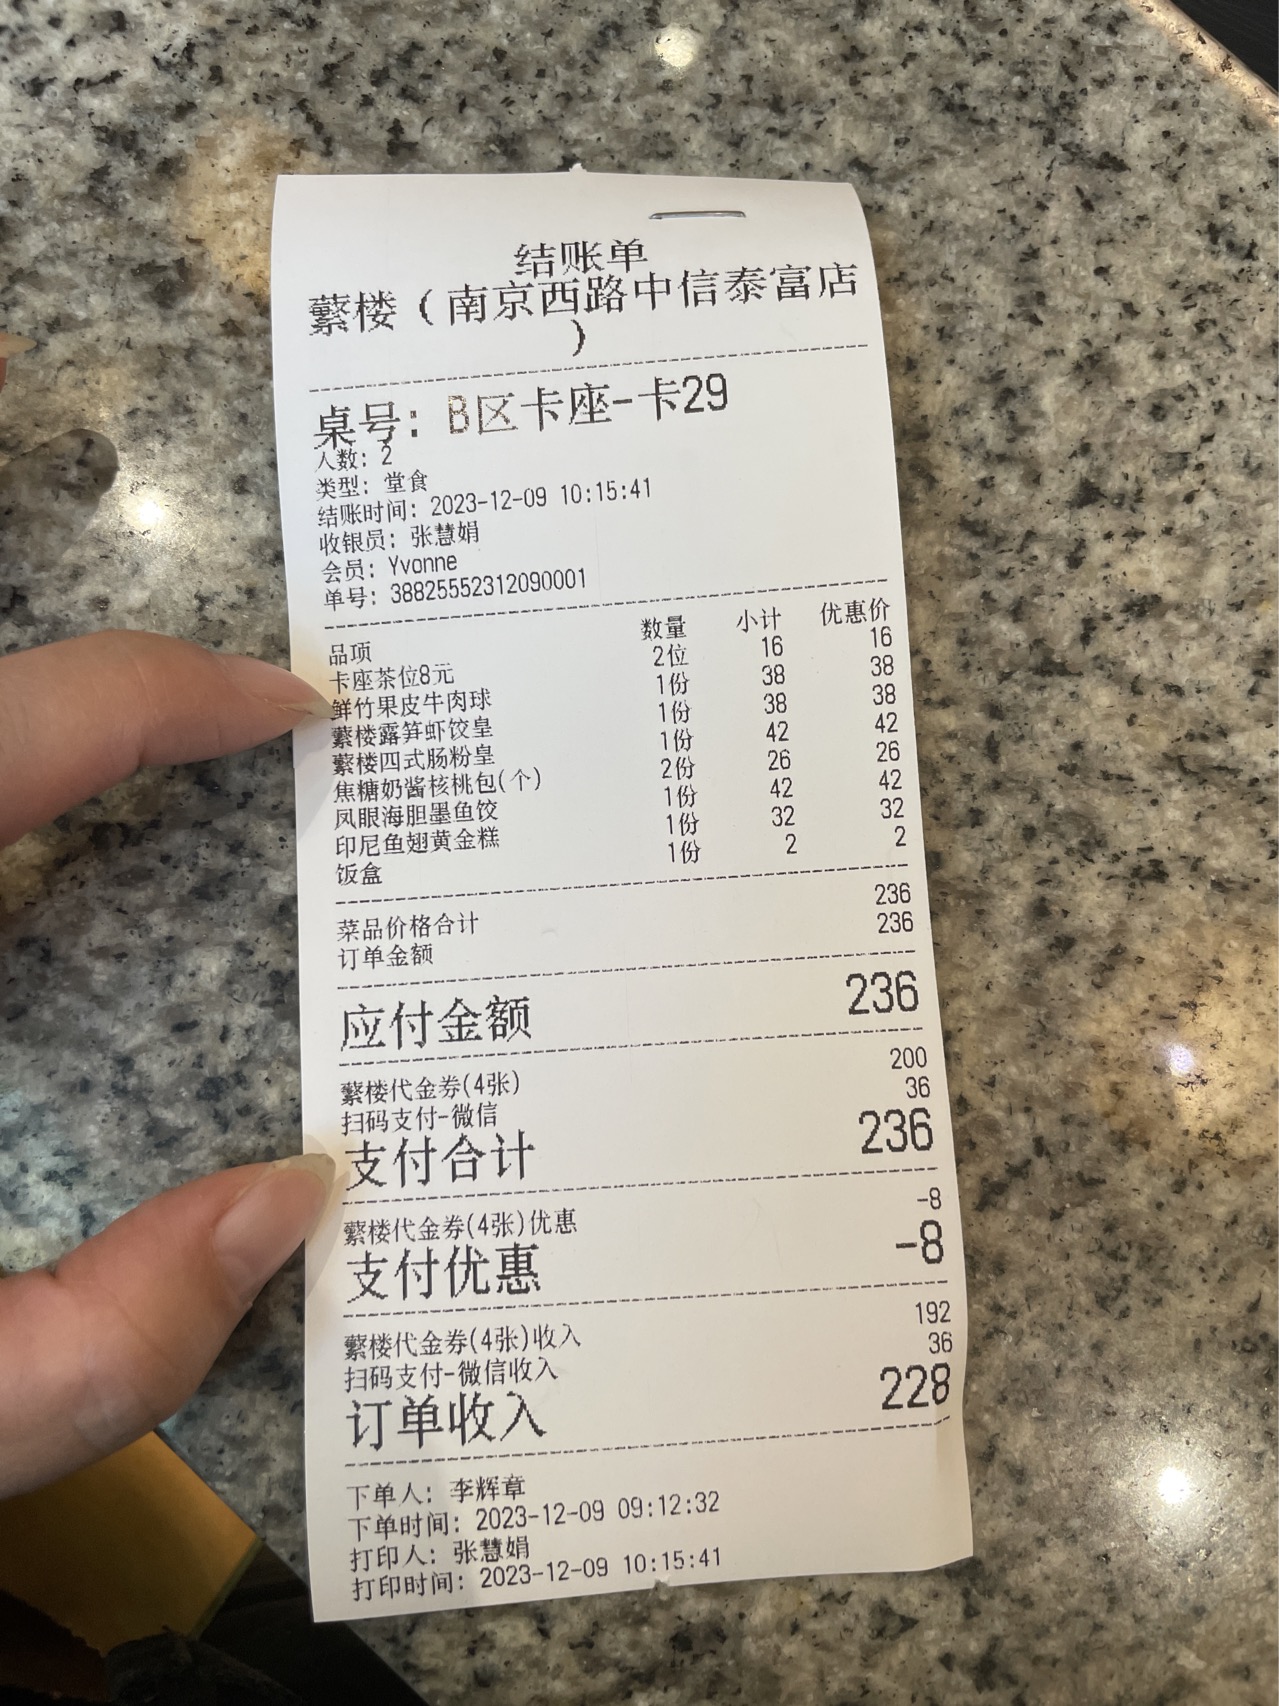 结账单
蘩楼（南京西路中信泰富店
）
桌号：B区卡座-卡29
人数：2
类型：堂食
结账时间：2023-12-09 10:15:41
收银员：张慧娟
会员：Yvonne
单号：38825552312090001
品项 数量 小计 优惠价
卡座茶位8元 2位 16 16
鲜竹果皮牛肉球 1份 38 38
蘩楼露笋虾饺皇 1份 38 38
蘩楼四式肠粉皇 1份 42 42
焦糖奶酱核桃包(个) 2份 26 26
凤眼海胆墨鱼饺 1份 42 42
印尼鱼翅黄金糕 1份 32 32
饭盒 1份 2 2
菜品价格合计 236
订单金额 236
应付金额 236
蘩楼代金券(4张) 200
扫码支付-微信 36
支付合计 236
蘩楼代金券(4张)优惠 -8
支付优惠 -8
蘩楼代金券(4张)收入 192
扫码支付-微信收入 36
订单收入 228
下单人：李辉章
下单时间：2023-12-09 09:12:32
打印人：张慧娟
打印时间：2023-12-09 10:15:41